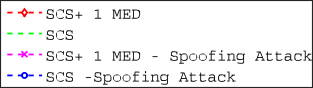 SCS+ 1 MED
SCS
SCS+ 1 MED - Spoofing Attack
SCS -Spoofing Attack